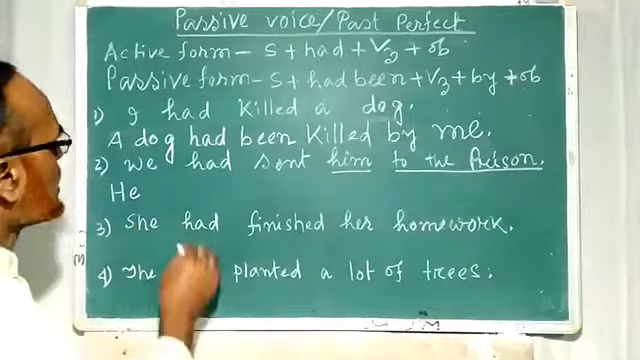 Passive voice/Past Perfect
Active form - S + had + V3 + ob
Passive form - S + had been + V3 + by + ob
1) I had killed a dog.
A dog had been killed by me.
2) We had sent him to the Prison.
He
3) She had finished her homework.
4) planted a lot of trees.